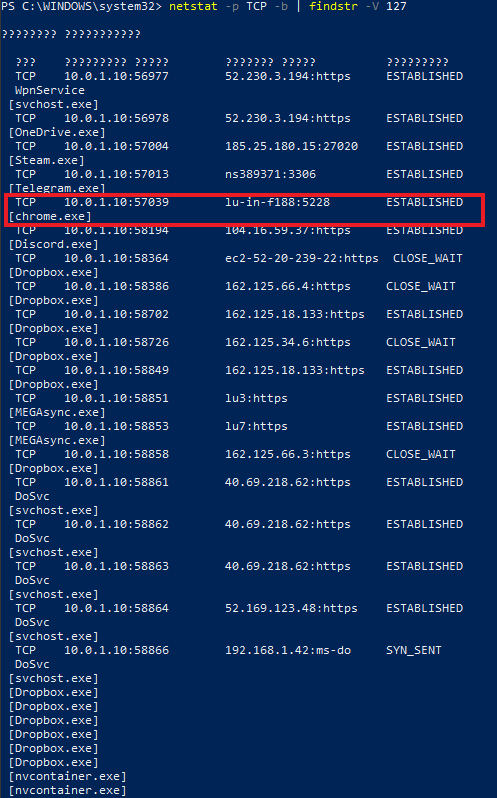 PS C:\WINDOWS\system32> netstat -p TCP -b | findstr -V 127
???????? ???????????
??? ????????? ????? ??????? ????? ?????????
TCP 10.0.1.10:56977 52.230.3.194:https ESTABLISHED
WpnService
[svchost.exe]
TCP 10.0.1.10:56978 52.230.3.194:https ESTABLISHED
[OneDrive.exe]
TCP 10.0.1.10:57004 185.25.180.15:27020 ESTABLISHED
[Steam.exe]
TCP 10.0.1.10:57013 ns389371:3306 ESTABLISHED
[Telegram.exe]
TCP 10.0.1.10:57039 lu-in-f188:5228 ESTABLISHED
[chrome.exe]
TCP 10.0.1.10:58194 104.16.59.37:https ESTABLISHED
[Discord.exe]
TCP 10.0.1.10:58364 ec2-52-20-239-22:https CLOSE_WAIT
[Dropbox.exe]
TCP 10.0.1.10:58386 162.125.66.4:https CLOSE_WAIT
[Dropbox.exe]
TCP 10.0.1.10:58702 162.125.18.133:https ESTABLISHED
[Dropbox.exe]
TCP 10.0.1.10:58726 162.125.34.6:https CLOSE_WAIT
[Dropbox.exe]
TCP 10.0.1.10:58849 162.125.18.133:https ESTABLISHED
[Dropbox.exe]
TCP 10.0.1.10:58851 lu3:https ESTABLISHED
[MEGAsync.exe]
TCP 10.0.1.10:58853 lu7:https ESTABLISHED
[MEGAsync.exe]
TCP 10.0.1.10:58858 162.125.66.3:https CLOSE_WAIT
[Dropbox.exe]
TCP 10.0.1.10:58861 40.69.218.62:https ESTABLISHED
DoSvc
[svchost.exe]
TCP 10.0.1.10:58862 40.69.218.62:https ESTABLISHED
DoSvc
[svchost.exe]
TCP 10.0.1.10:58863 40.69.218.62:https ESTABLISHED
DoSvc
[svchost.exe]
TCP 10.0.1.10:58864 52.169.123.48:https ESTABLISHED
DoSvc
[svchost.exe]
TCP 10.0.1.10:58866 192.168.1.42:ms-do SYN_SENT
DoSvc
[svchost.exe]
[Dropbox.exe]
[Dropbox.exe]
[Dropbox.exe]
[Dropbox.exe]
[Dropbox.exe]
[Dropbox.exe]
[nvcontainer.exe]
[nvcontainer.exe]